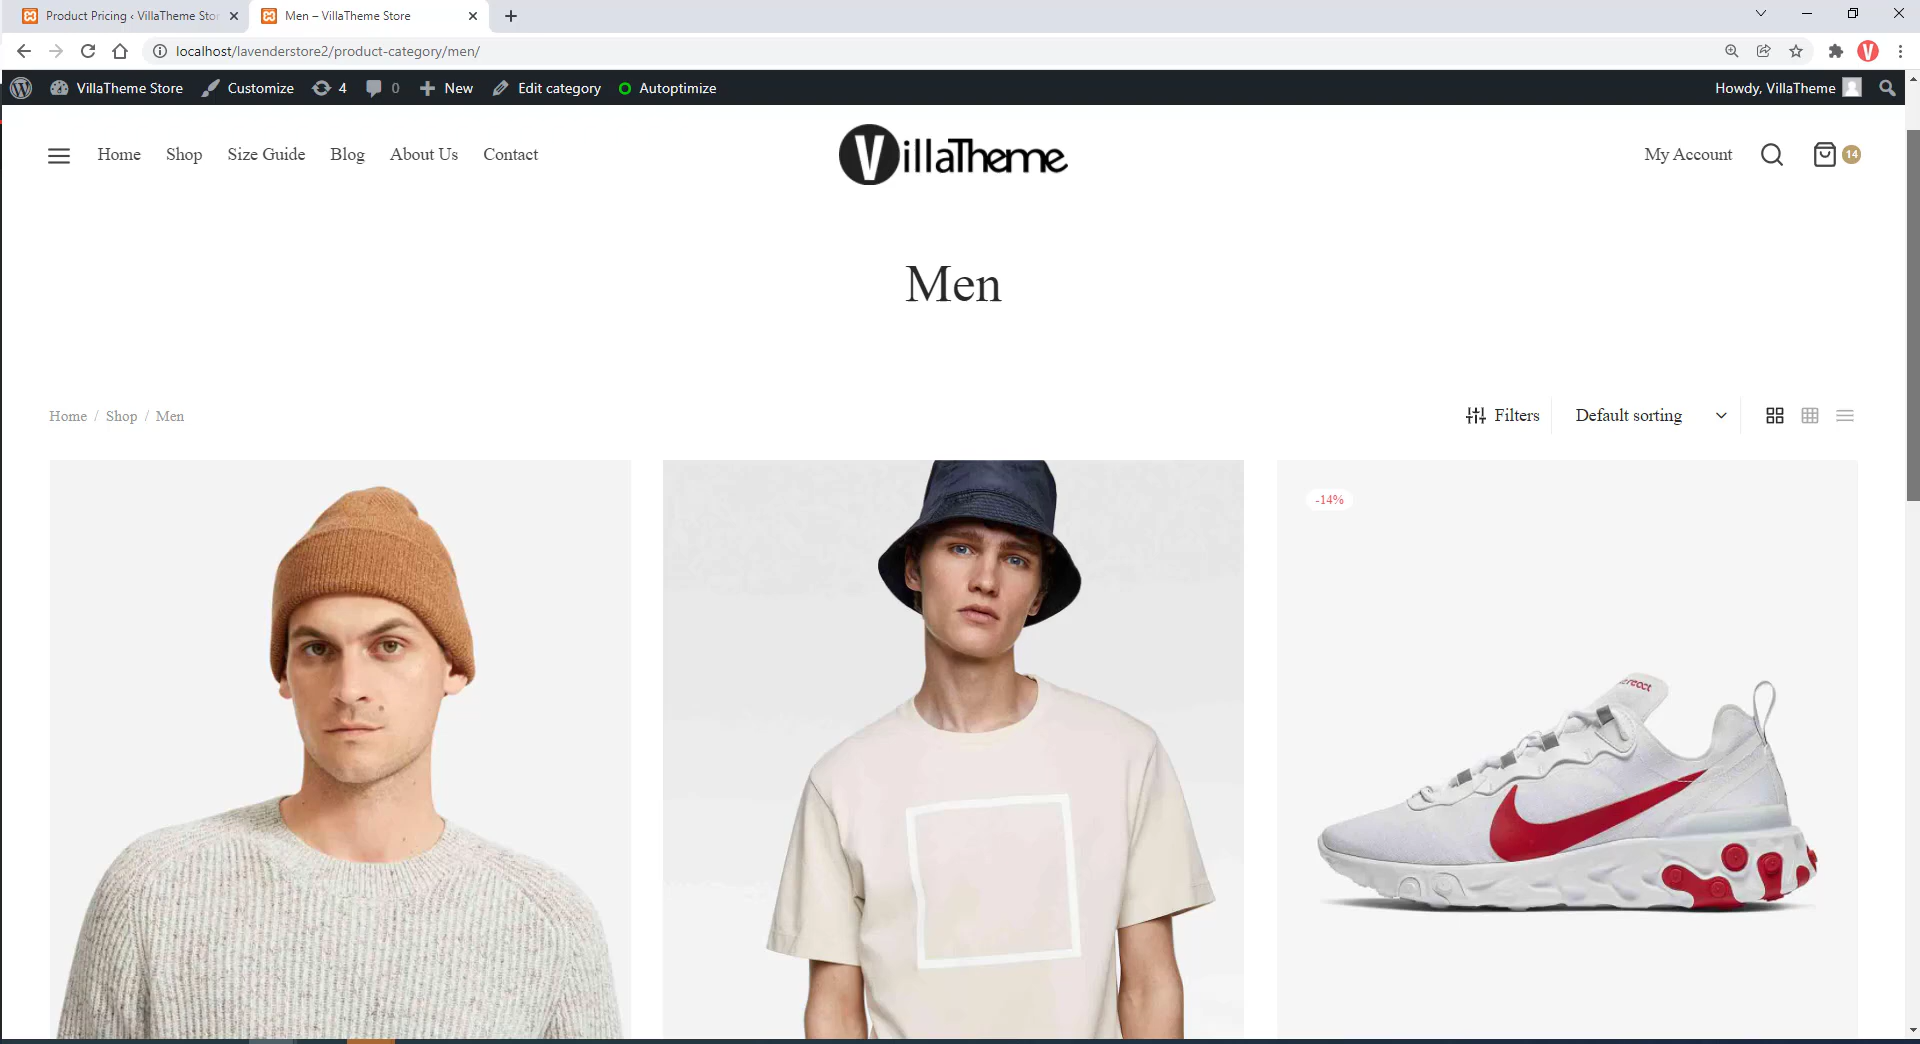 Product Pricing ‹ VillaTheme Stor
Men – VillaTheme Store
localhost/lavenderstore2/product-category/men/
VillaTheme Store
Customize
4
0
New
Edit category
Autoptimize
Howdy, VillaTheme
Home
Shop
Size Guide
Blog
About Us
Contact
VillaTheme
My Account
14
Men
Home / Shop / Men
Filters
Default sorting
-14%
react